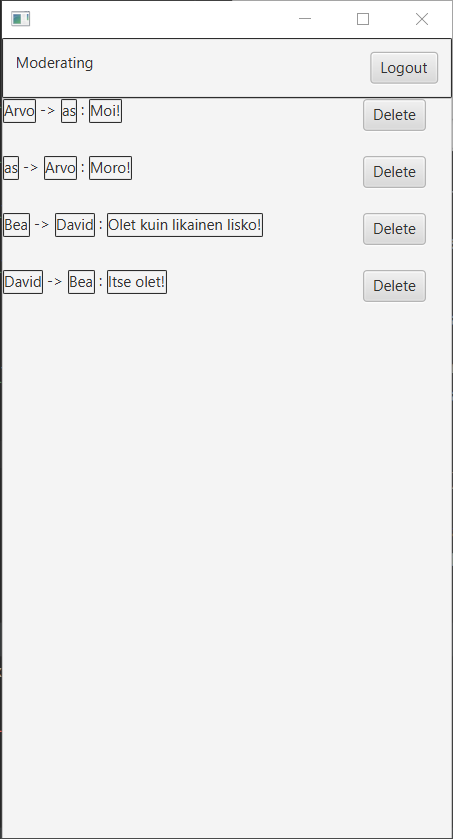 Moderating Logout
Arvo -> as : Moi! Delete
as -> Arvo : Moro! Delete
Bea -> David : Olet kuin likainen lisko! Delete
David -> Bea : Itse olet! Delete